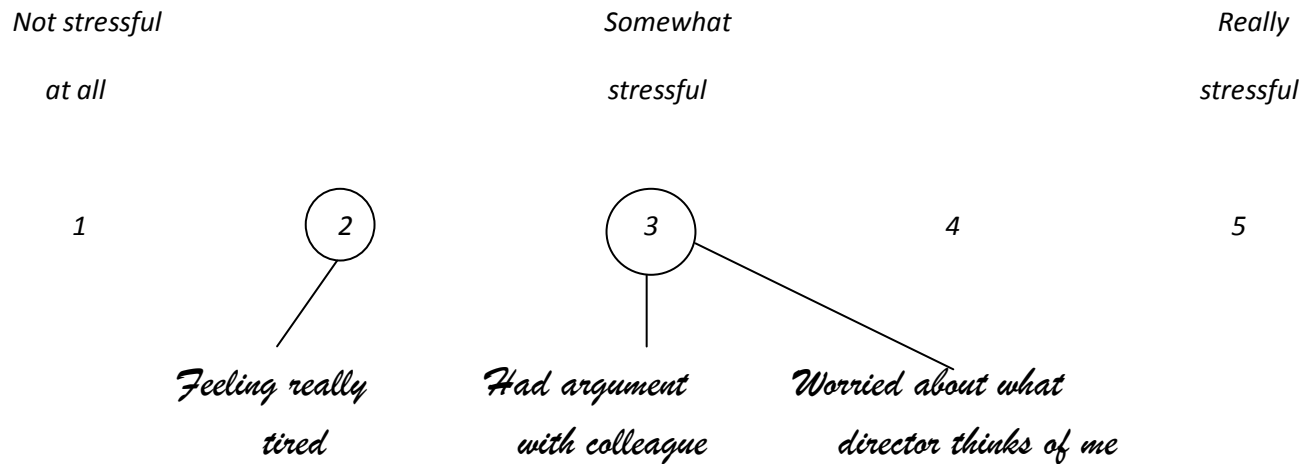 Not stressful Somewhat Really
at all stressful stressful
1 2 3 4 5
Feeling really Had argument Worried about what
tired with colleague director thinks of me